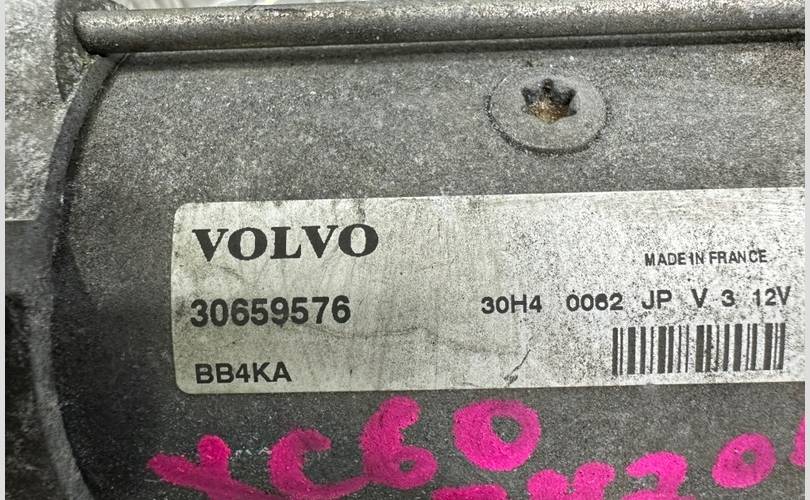 VOLVO
MADE IN FRANCE
30659576
30H4 0062 JP V 3 12V
BB4KA
XC60